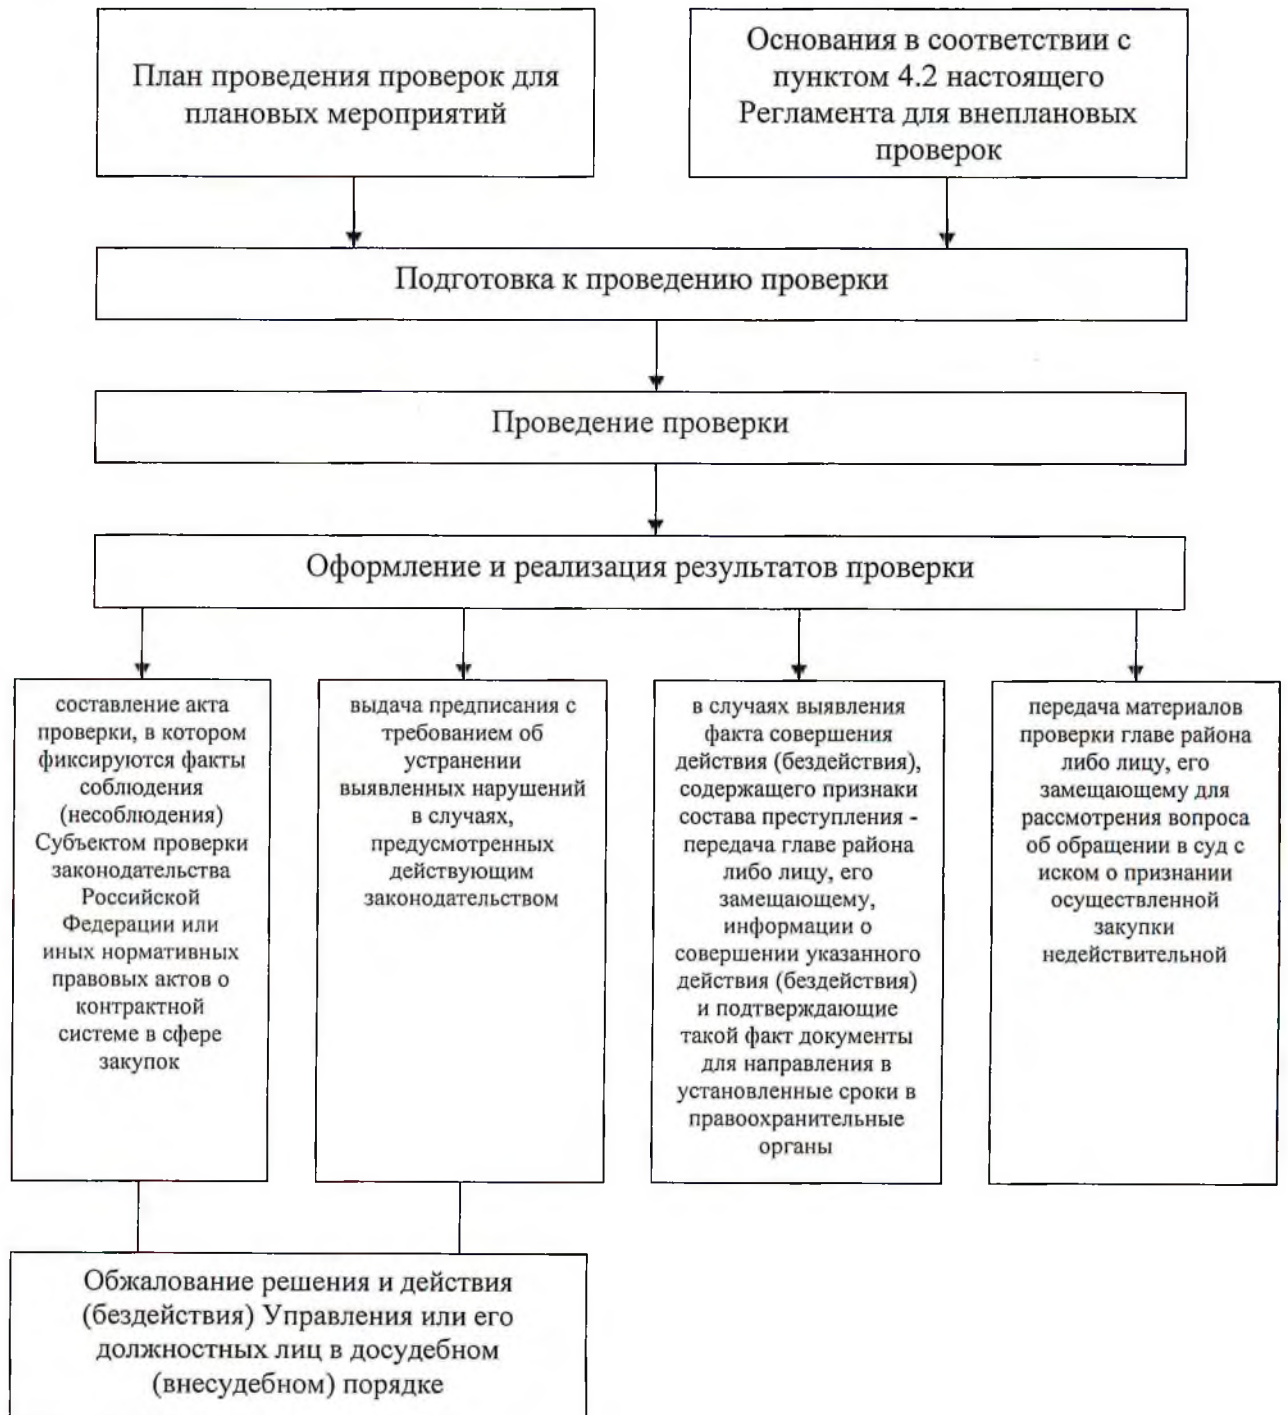 План проведения проверок для
плановых мероприятий
Основания в соответствии с
пунктом 4.2 настоящего
Регламента для внеплановых
проверок
Подготовка к проведению проверки
Проведение проверки
Оформление и реализация результатов проверки
составление акта
проверки, в котором
фиксируются факты
соблюдения
(несоблюдения)
Субъектом проверки
законодательства
Российской
Федерации или
иных нормативных
правовых актов о
контрактной
системе в сфере
закупок
выдача предписания с
требованием об
устранении
выявленных нарушений
в случаях,
предусмотренных
действующим
законодательством
в случаях выявления
факта совершения
действия (бездействия),
содержащего признаки
состава преступления -
передача главе района
либо лицу, его
замещающему,
информации о
совершении указанного
действия (бездействия)
и подтверждающие
такой факт документы
для направления в
установленные сроки в
правоохранительные
органы
передача материалов
проверки главе района
либо лицу, его
замещающему для
рассмотрения вопроса
об обращении в суд с
иском о признании
осуществленной
закупки
недействительной
Обжалование решения и действия
(бездействия) Управления или его
должностных лиц в досудебном
(внесудебном) порядке